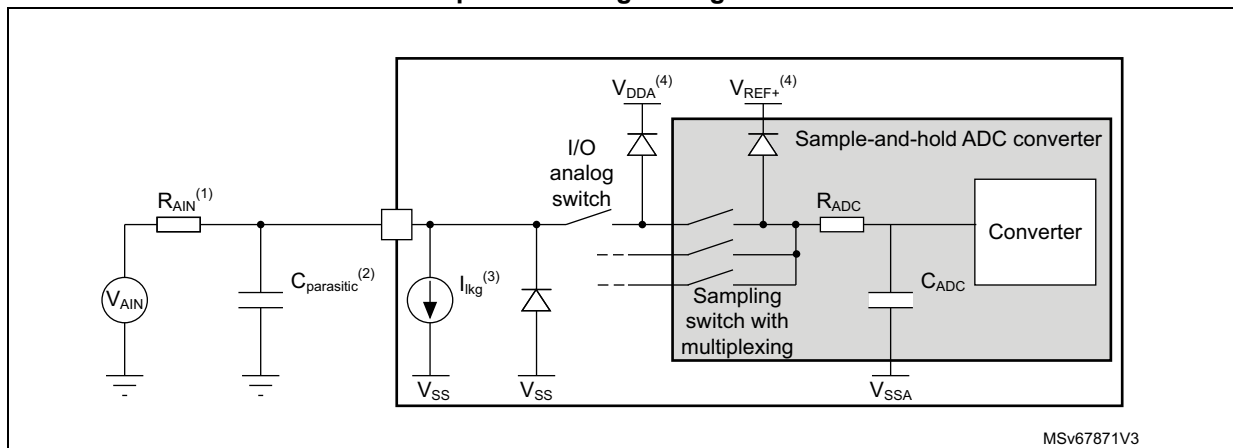 V_DDA^(4)
V_REF+^(4)
Sample-and-hold ADC converter
I/O
analog
switch
R_AIN^(1)
R_ADC
Converter
C_parasitic^(2)
I_lkg^(3)
V_AIN
C_ADC
Sampling
switch with
multiplexing
V_SS
V_SS
V_SSA
MSv67871V3